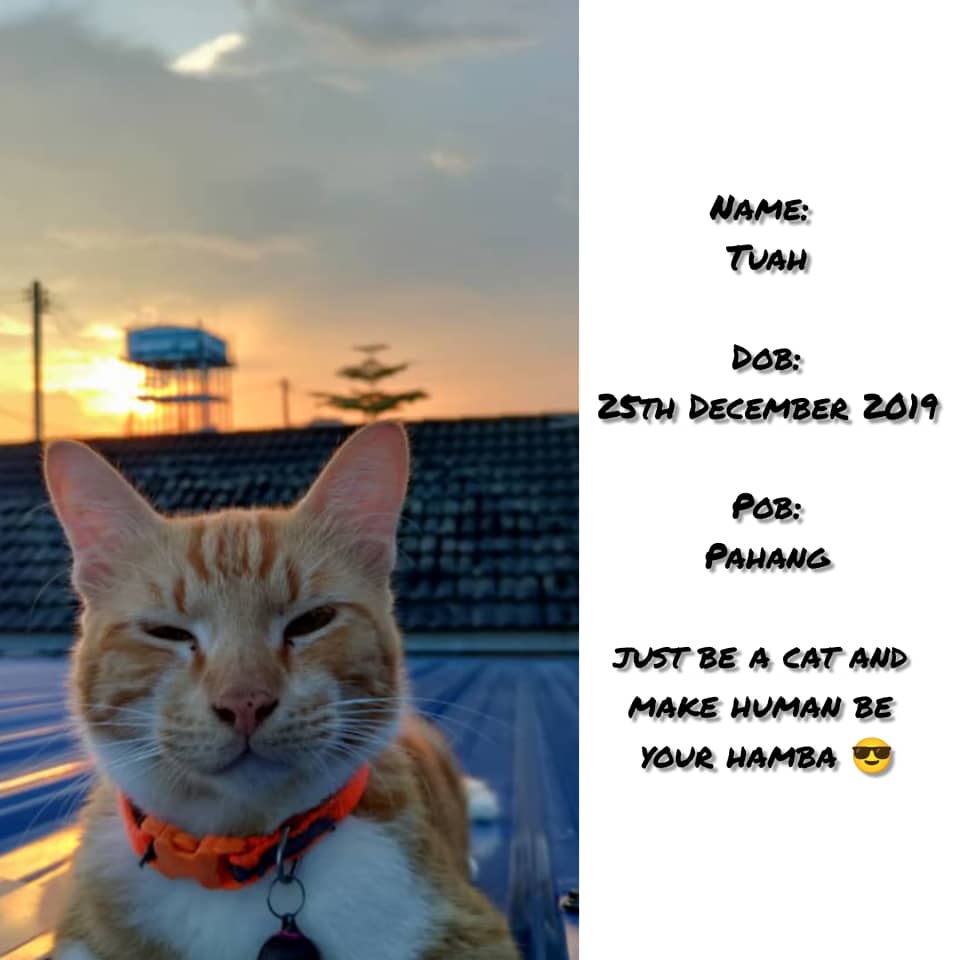 Name:
Tuah
Dob:
25th December 2019
Pob:
Pahang
just be a cat and
make human be
your hamba 😎